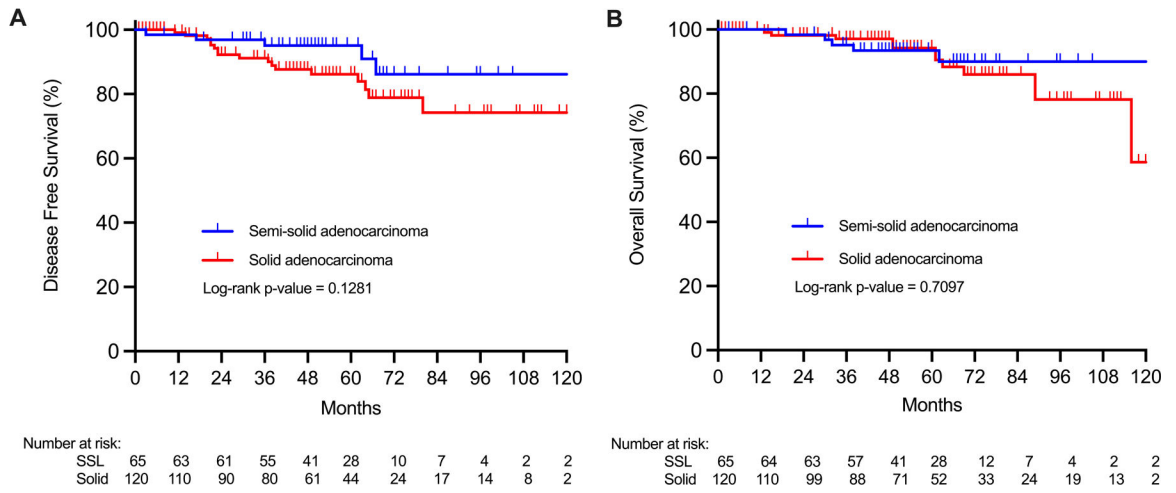 A
100
80
60
40
20
0
Disease Free Survival (%)
Semi-solid adenocarcinoma
Solid adenocarcinoma
Log-rank p-value = 0.1281
0 12 24 36 48 60 72 84 96 108 120
Months
Number at risk:
SSL 65 63 61 55 41 28 10 7 4 2 2
Solid 120 110 90 80 61 44 24 17 14 8 2
B
100
80
60
40
20
0
Overall Survival (%)
Semi-solid adenocarcinoma
Solid adenocarcinoma
Log-rank p-value = 0.7097
0 12 24 36 48 60 72 84 96 108 120
Months
Number at risk:
SSL 65 64 63 57 41 28 12 7 4 2 2
Solid 120 110 99 88 71 52 33 24 19 13 2